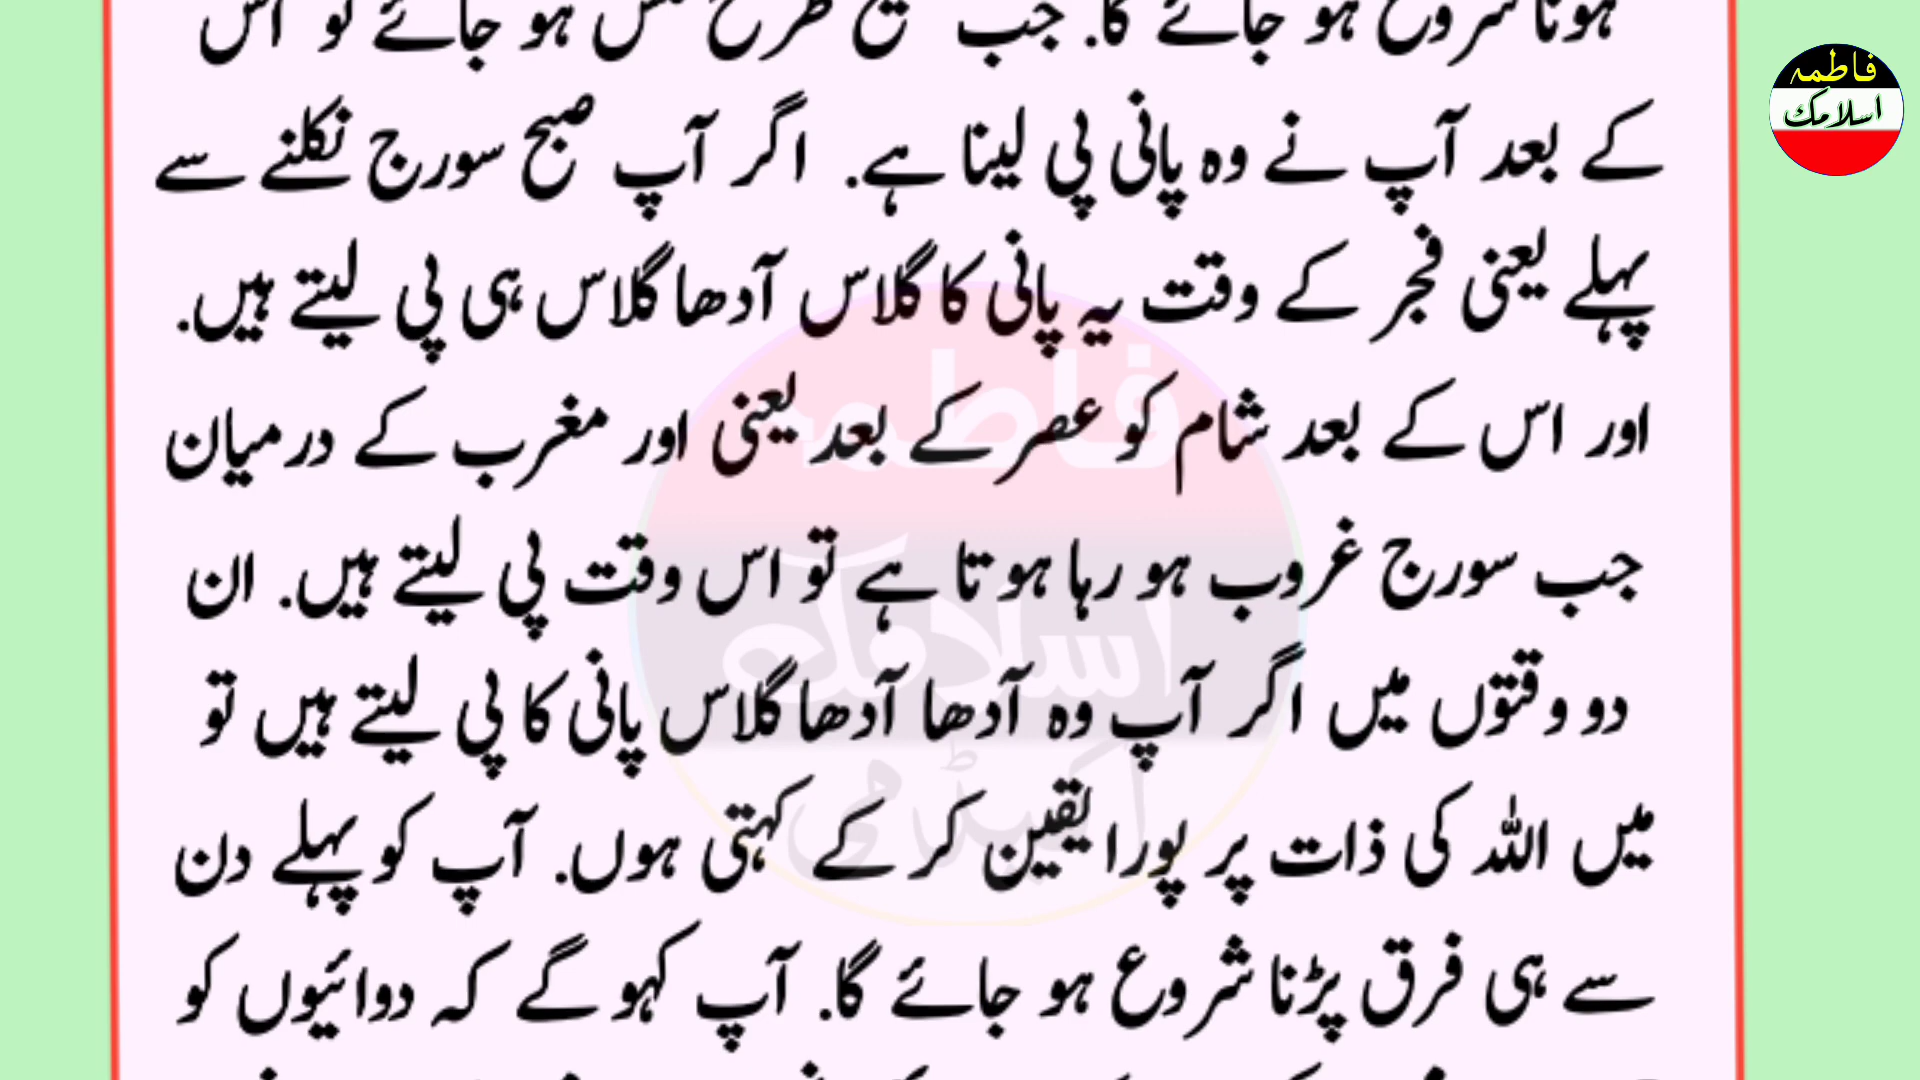 ہونا شروع ہو جائے گا. جب طرح ہو جائے تو اس
کے بعد آپ نے وہ پانی پی لینا ہے. اگر آپ صبح سورج نکلنے سے
پہلے یعنی فجر کے وقت یہ پانی کا گلاس آدھا گلاس ہی پی لیتے ہیں.
اور اس کے بعد شام کو عصر کے بعد یعنی اور مغرب کے درمیان
جب سورج غروب ہو رہا ہوتا ہے تو اس وقت پی لیتے ہیں. ان
دو وقتوں میں اگر آپ وہ آدھا آدھا گلاس پانی کا پی لیتے ہیں تو
میں اللہ کی ذات پر پورا یقین کر کے کہتی ہوں. آپ کو پہلے دن
سے ہی فرق پڑنا شروع ہو جائے گا. آپ کہو گے کہ دوائیوں کو
فاطمہ
اسلامک
فاطمہ
اسلامک
اکیڈمی